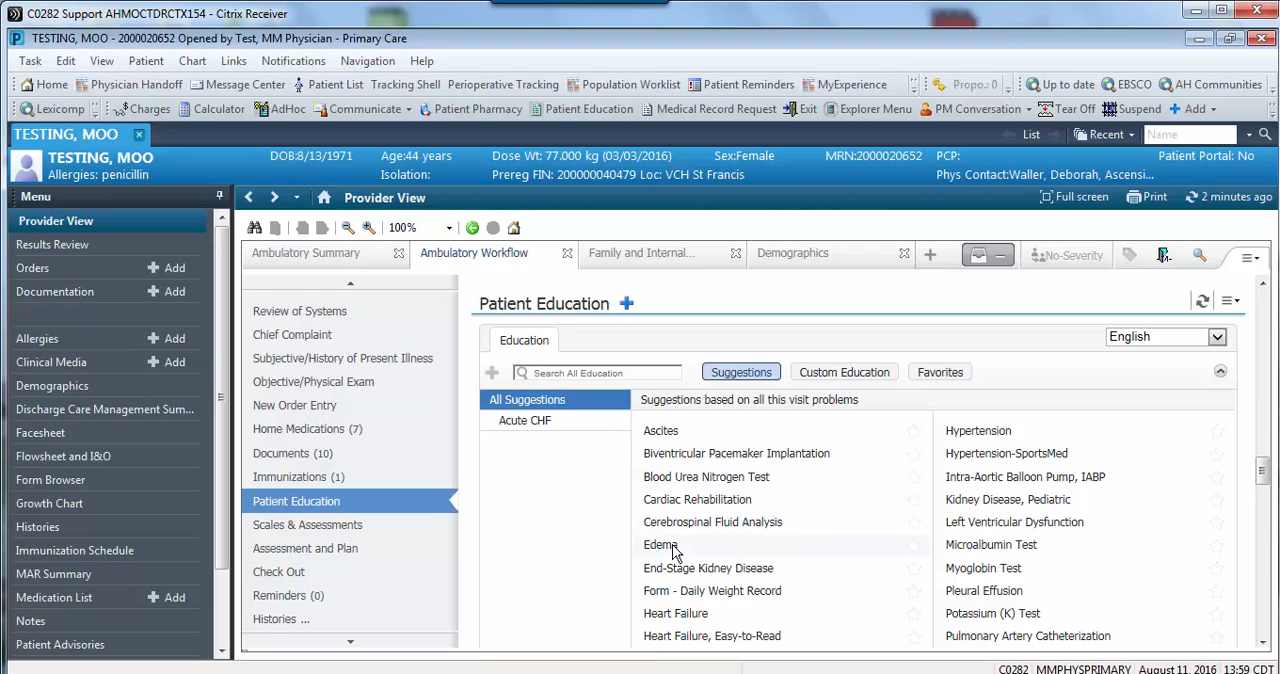 C0282 Support AHMOCTDRCTX154 - Citrix Receiver
TESTING, MOO - 2000020652 Opened by Test, MM Physician - Primary Care
Task Edit View Patient Chart Links Notifications Navigation Help
Home Physician Handoff Message Center Patient List Tracking Shell Perioperative Tracking Population Worklist Patient Reminders MyExperience Propo.: 0 Up to date EBSCO AH Communities
Lexicomp Charges Calculator AdHoc Communicate Patient Pharmacy Patient Education Medical Record Request Exit Explorer Menu PM Conversation Tear Off Suspend Add
TESTING, MOO List Recent Name
TESTING, MOO DOB:8/13/1971 Age:44 years Dose Wt: 77.000 kg (03/03/2016) Sex:Female MRN:2000020652 PCP: Patient Portal: No
Allergies: penicillin Isolation: Prereg FIN: 200000040479 Loc: VCH St Francis Phys Contact:Waller, Deborah, Ascensi...
Menu Provider View Full screen Print 2 minutes ago
Provider View
100%
Results Review
Ambulatory Summary Ambulatory Workflow Family and Internal... Demographics No-Severity
Orders Add
Documentation Add
Allergies Add
Clinical Media Add
Demographics
Discharge Care Management Sum...
Facesheet
Flowsheet and I&O
Form Browser
Growth Chart
Histories
Immunization Schedule
MAR Summary
Medication List Add
Notes
Patient Advisories
Review of Systems
Chief Complaint
Subjective/History of Present Illness
Objective/Physical Exam
New Order Entry
Home Medications (7)
Documents (10)
Immunizations (1)
Patient Education
Scales & Assessments
Assessment and Plan
Check Out
Reminders (0)
Histories ...
Patient Education
Education English
Search All Education Suggestions Custom Education Favorites
All Suggestions Suggestions based on all this visit problems
Acute CHF
Ascites Hypertension
Biventricular Pacemaker Implantation Hypertension-SportsMed
Blood Urea Nitrogen Test Intra-Aortic Balloon Pump, IABP
Cardiac Rehabilitation Kidney Disease, Pediatric
Cerebrospinal Fluid Analysis Left Ventricular Dysfunction
Edema Microalbumin Test
End-Stage Kidney Disease Myoglobin Test
Form - Daily Weight Record Pleural Effusion
Heart Failure Potassium (K) Test
Heart Failure, Easy-to-Read Pulmonary Artery Catheterization
C0282 MMPHYSPRIMARY August 11, 2016 13:59 CDT